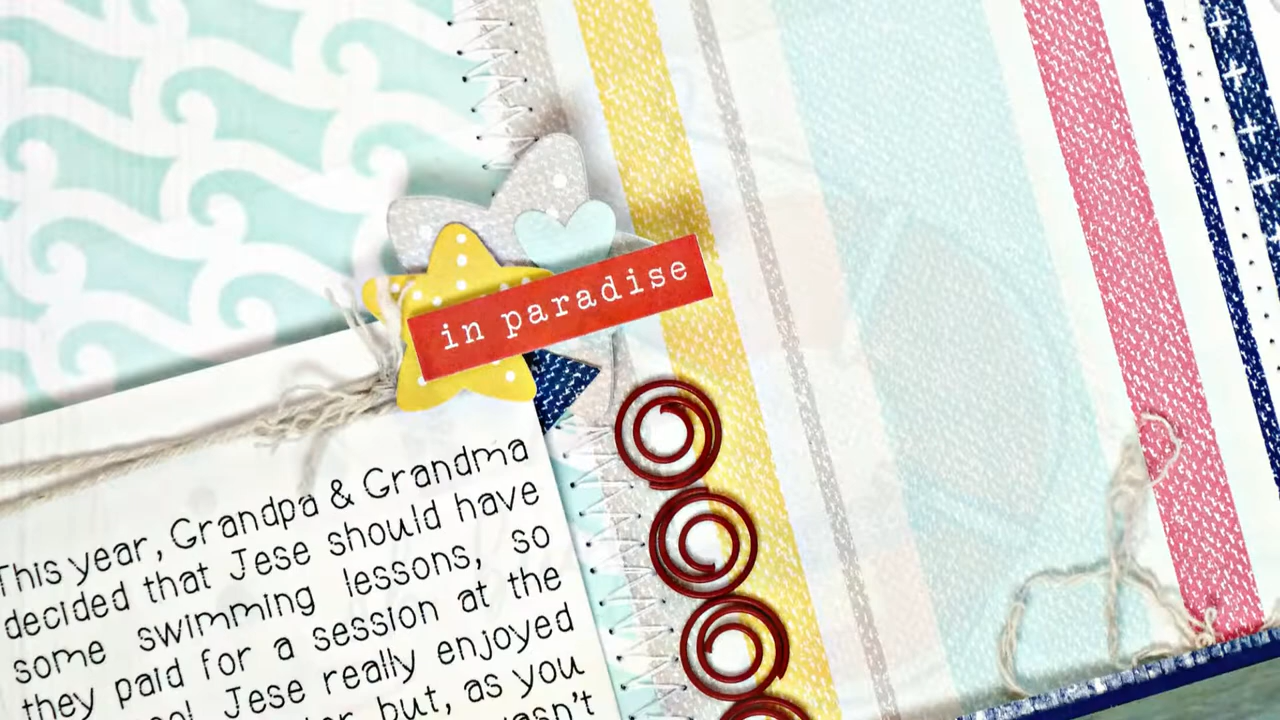 in paradise
This year, Grandpa & Grandma
decided that Jese should have
some swimming lessons, so
they paid for a session at the
Jese really enjoyed
but, as you